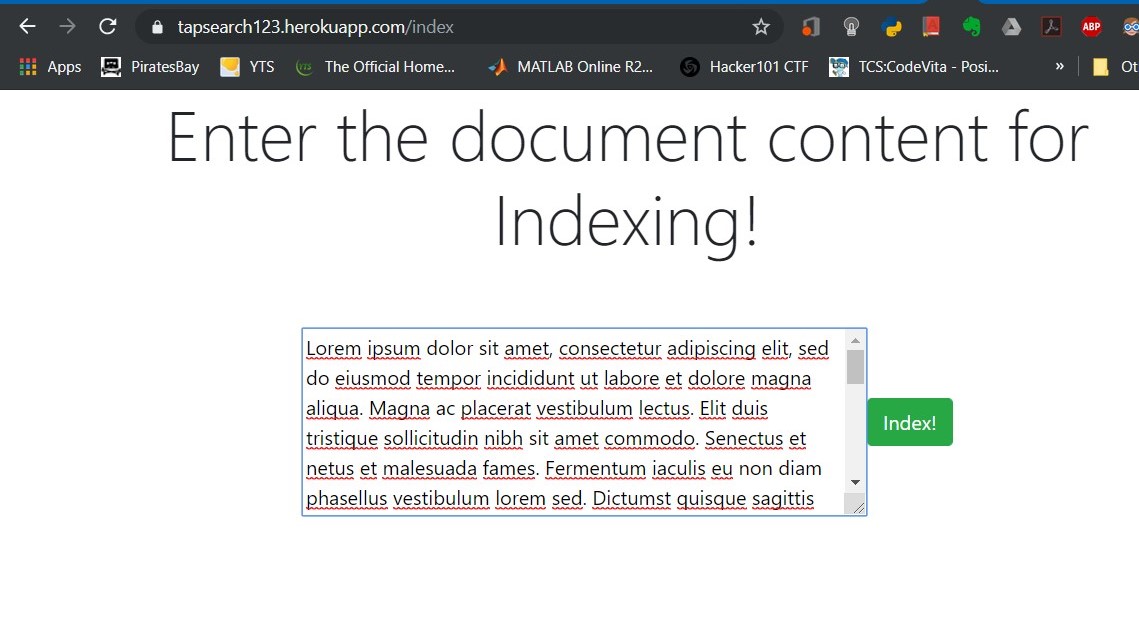 tapsearch123.herokuapp.com/index
ABP
Apps PiratesBay YTS The Official Home... MATLAB Online R2... Hacker101 CTF TCS:CodeVita - Posi... » Ot
Enter the document content for
Indexing!
Lorem ipsum dolor sit amet, consectetur adipiscing elit, sed
do eiusmod tempor incididunt ut labore et dolore magna
aliqua. Magna ac placerat vestibulum lectus. Elit duis
tristique sollicitudin nibh sit amet commodo. Senectus et
netus et malesuada fames. Fermentum iaculis eu non diam
phasellus vestibulum lorem sed. Dictumst quisque sagittis
Index!